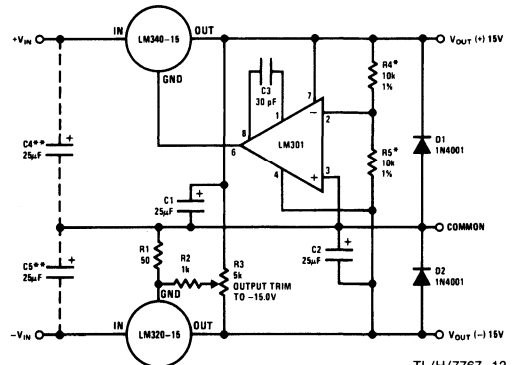 +VIN
IN
LM340-15
OUT
GND
VOUT (+) 15V
C3
30 pF
8
1
7
6
LM301
−
2
4
+
3
R4*
10k
1%
R5*
10k
1%
D1
1N4001
C4**
25μF
+
C1
25μF
+
COMMON
C5**
25μF
+
R1
50
R2
1k
R3
5k
OUTPUT TRIM
TO −15.0V
C2
25μF
+
D2
1N4001
GND
−VIN
IN
LM320-15
OUT
VOUT (−) 15V